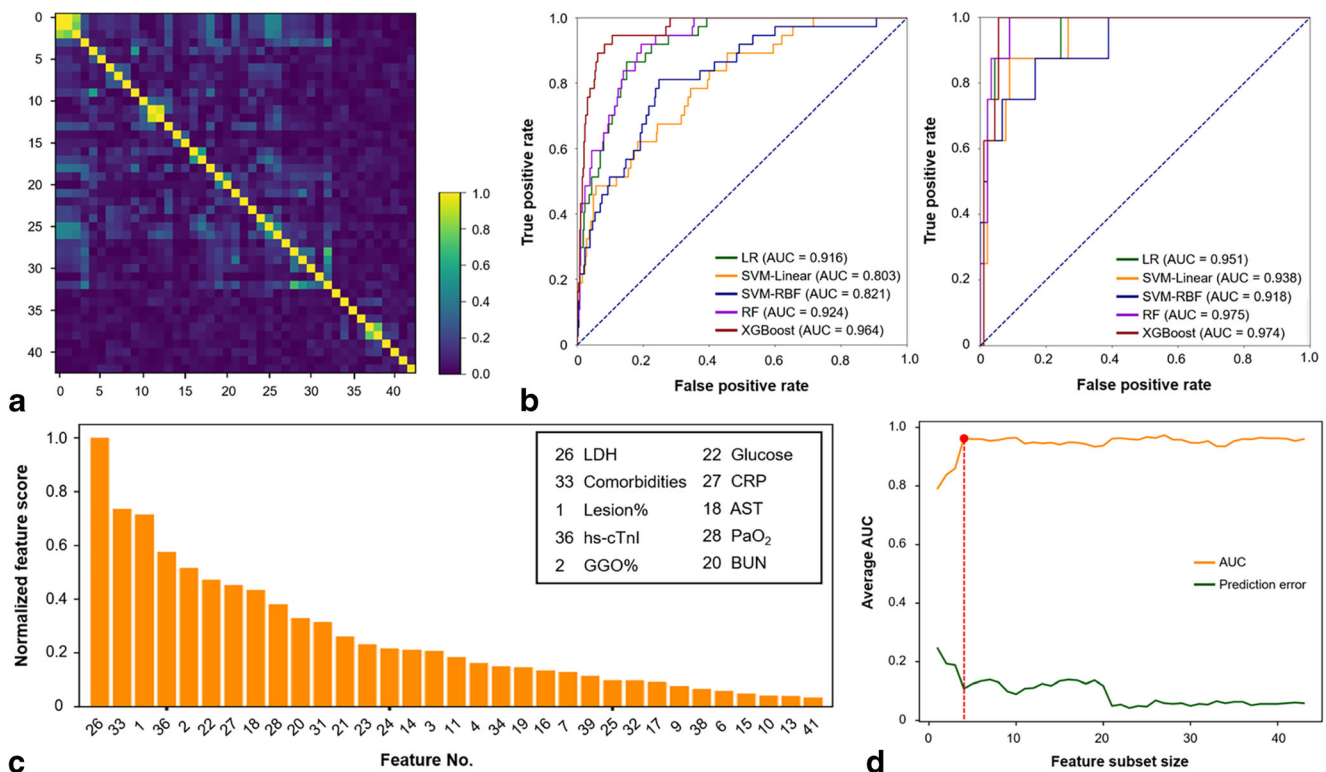 0
5
10
15
20
25
30
35
40
0 5 10 15 20 25 30 35 40
1.0
0.8
0.6
0.4
0.2
0.0
a
True positive rate
1.0
0.8
0.6
0.4
0.2
0
0 0.2 0.4 0.6 0.8 1.0
False positive rate
LR (AUC = 0.916)
SVM-Linear (AUC = 0.803)
SVM-RBF (AUC = 0.821)
RF (AUC = 0.924)
XGBoost (AUC = 0.964)
b
True positive rate
1.0
0.8
0.6
0.4
0.2
0
0 0.2 0.4 0.6 0.8 1.0
False positive rate
LR (AUC = 0.951)
SVM-Linear (AUC = 0.938)
SVM-RBF (AUC = 0.918)
RF (AUC = 0.975)
XGBoost (AUC = 0.974)
Normalized feature score
1.0
0.8
0.6
0.4
0.2
0
26 LDH 22 Glucose
33 Comorbidities 27 CRP
1 Lesion% 18 AST
36 hs-cTnI 28 PaO₂
2 GGO% 20 BUN
26 33 1 36 2 22 27 18 28 20 31 21 23 24 14 3 11 4 34 19 16 7 39 25 32 17 9 38 6 15 10 13 41
Feature No.
c
Average AUC
1.0
0.8
0.6
0.4
0.2
0
AUC
Prediction error
0 10 20 30 40
Feature subset size
d